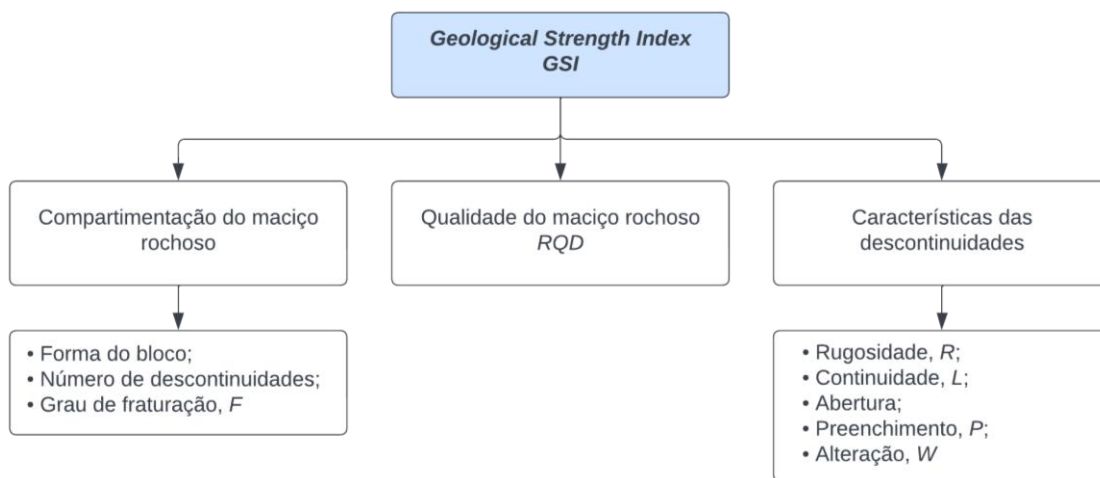 Geological Strength Index
GSI
Compartimentação do maciço
rochoso
Qualidade do maciço rochoso
RQD
Características das
descontinuidades
• Forma do bloco;
• Número de descontinuidades;
• Grau de fraturação, F
• Rugosidade, R;
• Continuidade, L;
• Abertura;
• Preenchimento, P;
• Alteração, W